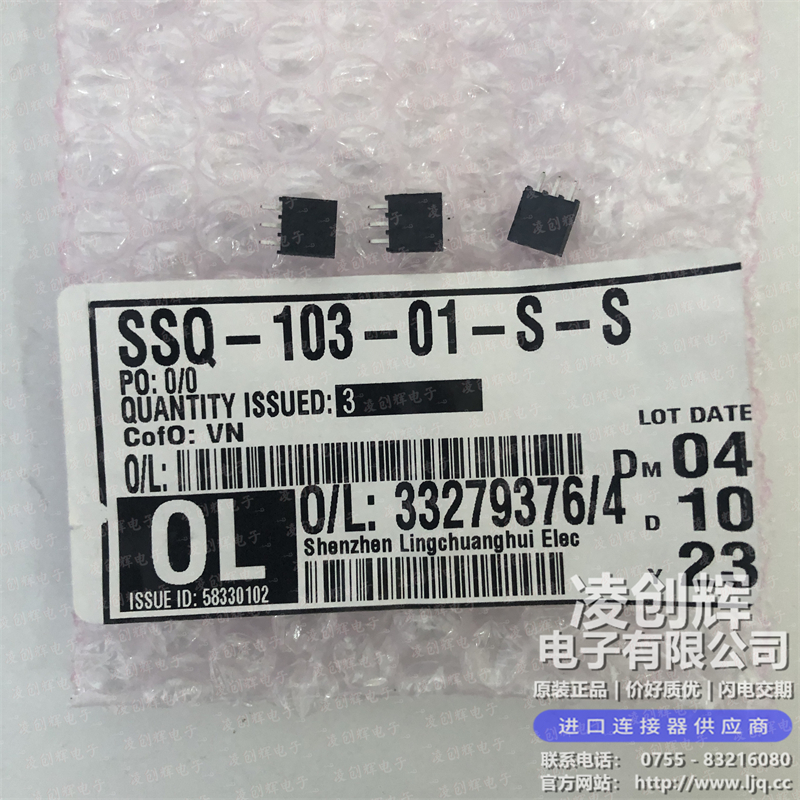 SSQ-103-01-S-S
PO: 0/0
QUANTITY ISSUED: 3
CofO: VN
O/L:
LOT DATE
M 04
D 10
23
OL
O/L: 33279376/4
Shenzhen Lingchuanghui Elec
ISSUE ID: 58330102
凌创辉
电子有限公司
原装正品 | 价好质优 | 闪电交期
进口连接器供应商
联系电话: 0755 - 83216080
官方网站: http://www.ljq.cc